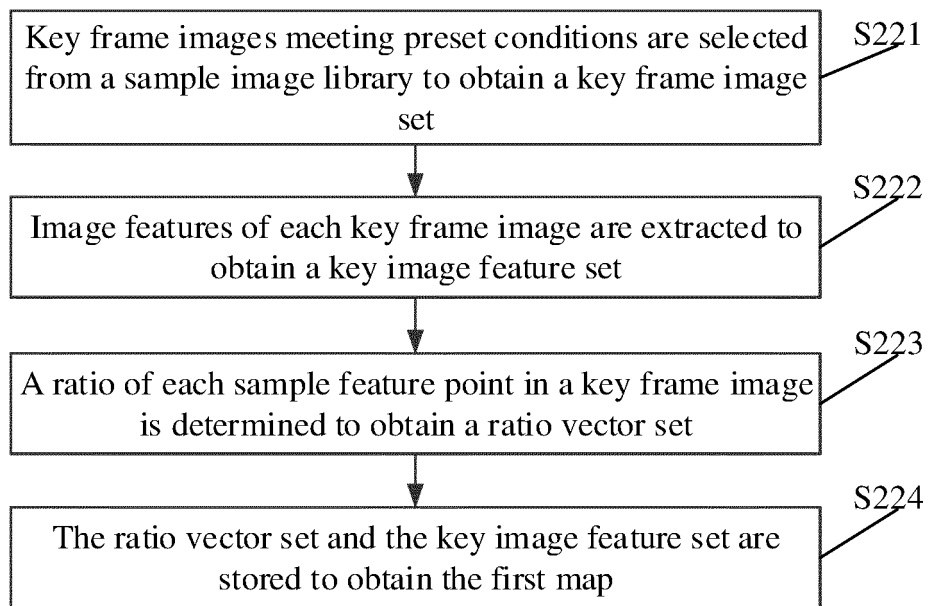 Key frame images meeting preset conditions are selected
from a sample image library to obtain a key frame image
set
S221
Image features of each key frame image are extracted to
obtain a key image feature set
S222
A ratio of each sample feature point in a key frame image
is determined to obtain a ratio vector set
S223
The ratio vector set and the key image feature set are
stored to obtain the first map
S224